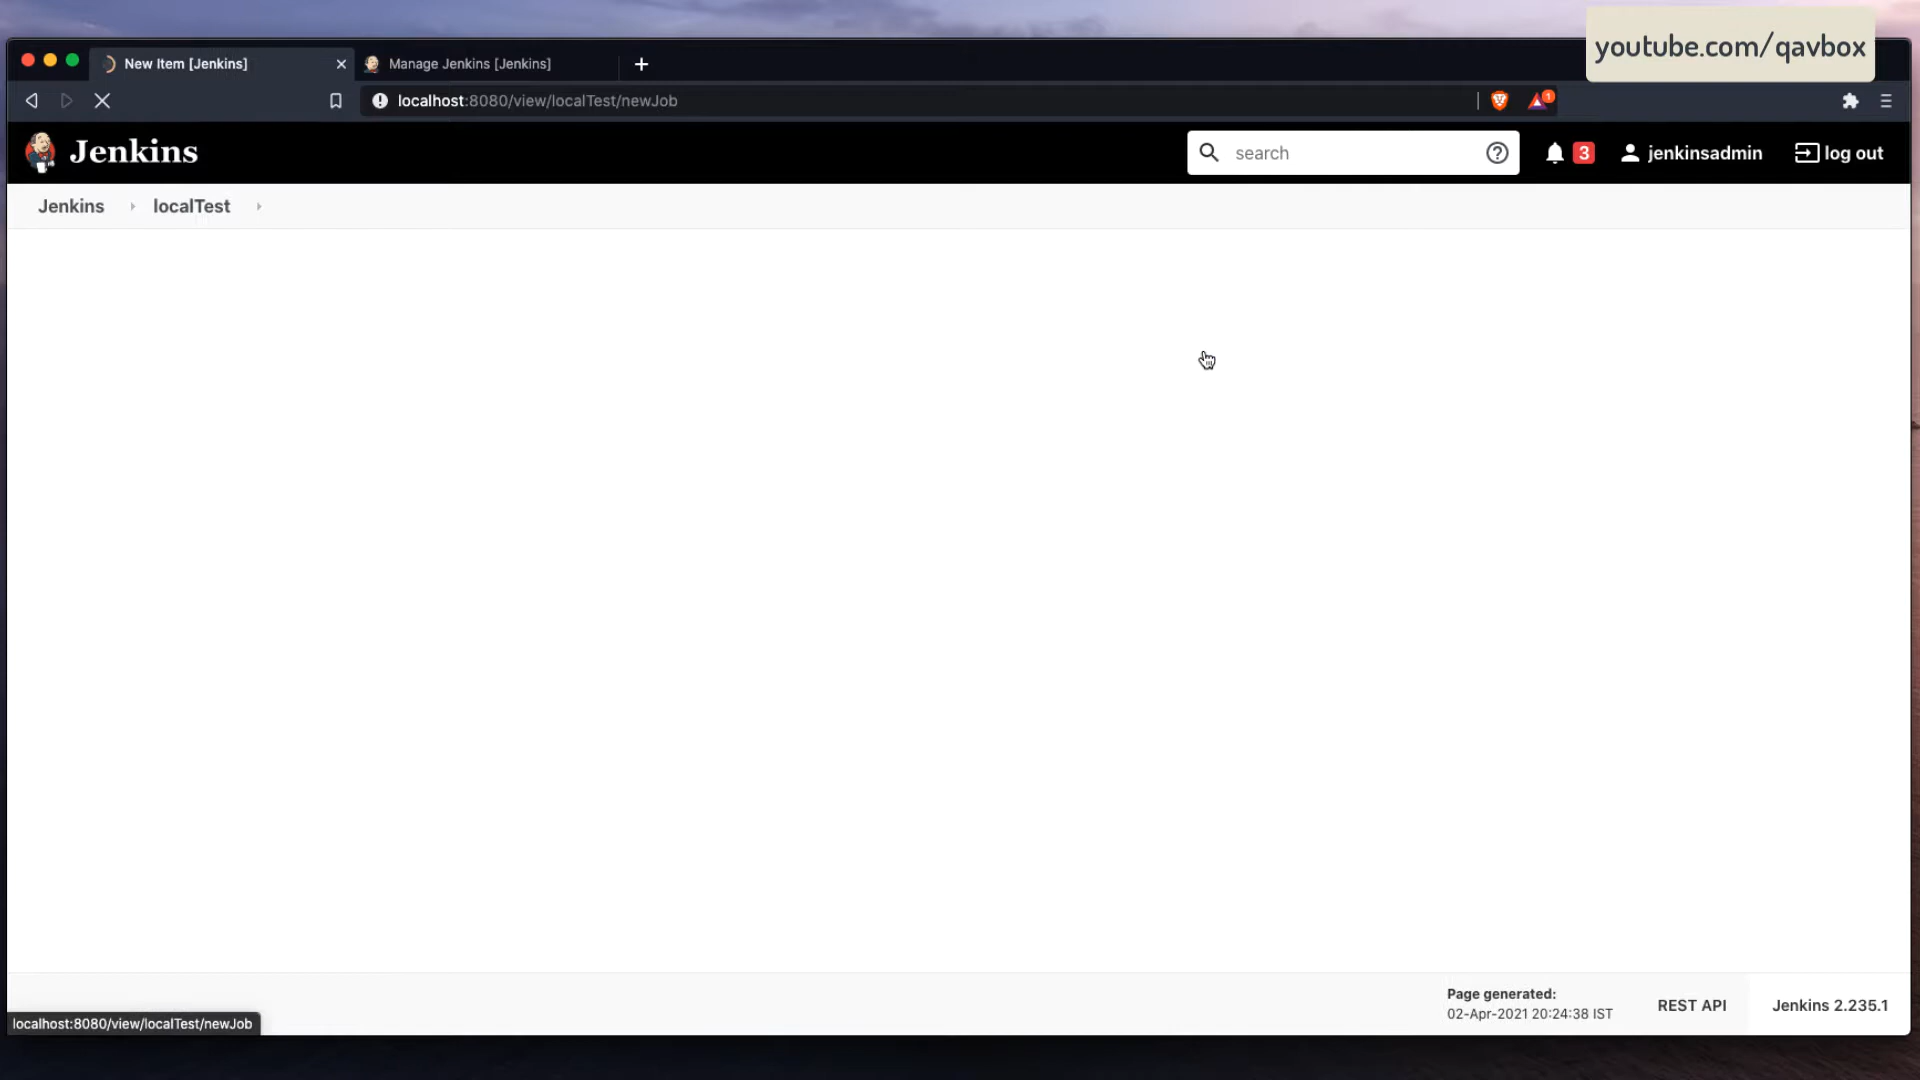 youtube.com/qavbox
New Item [Jenkins]
Manage Jenkins [Jenkins]
localhost:8080/view/localTest/newJob
1
Jenkins
search
3
jenkinsadmin
log out
Jenkins
localTest
Page generated:
02-Apr-2021 20:24:38 IST
REST API
Jenkins 2.235.1
localhost:8080/view/localTest/newJob